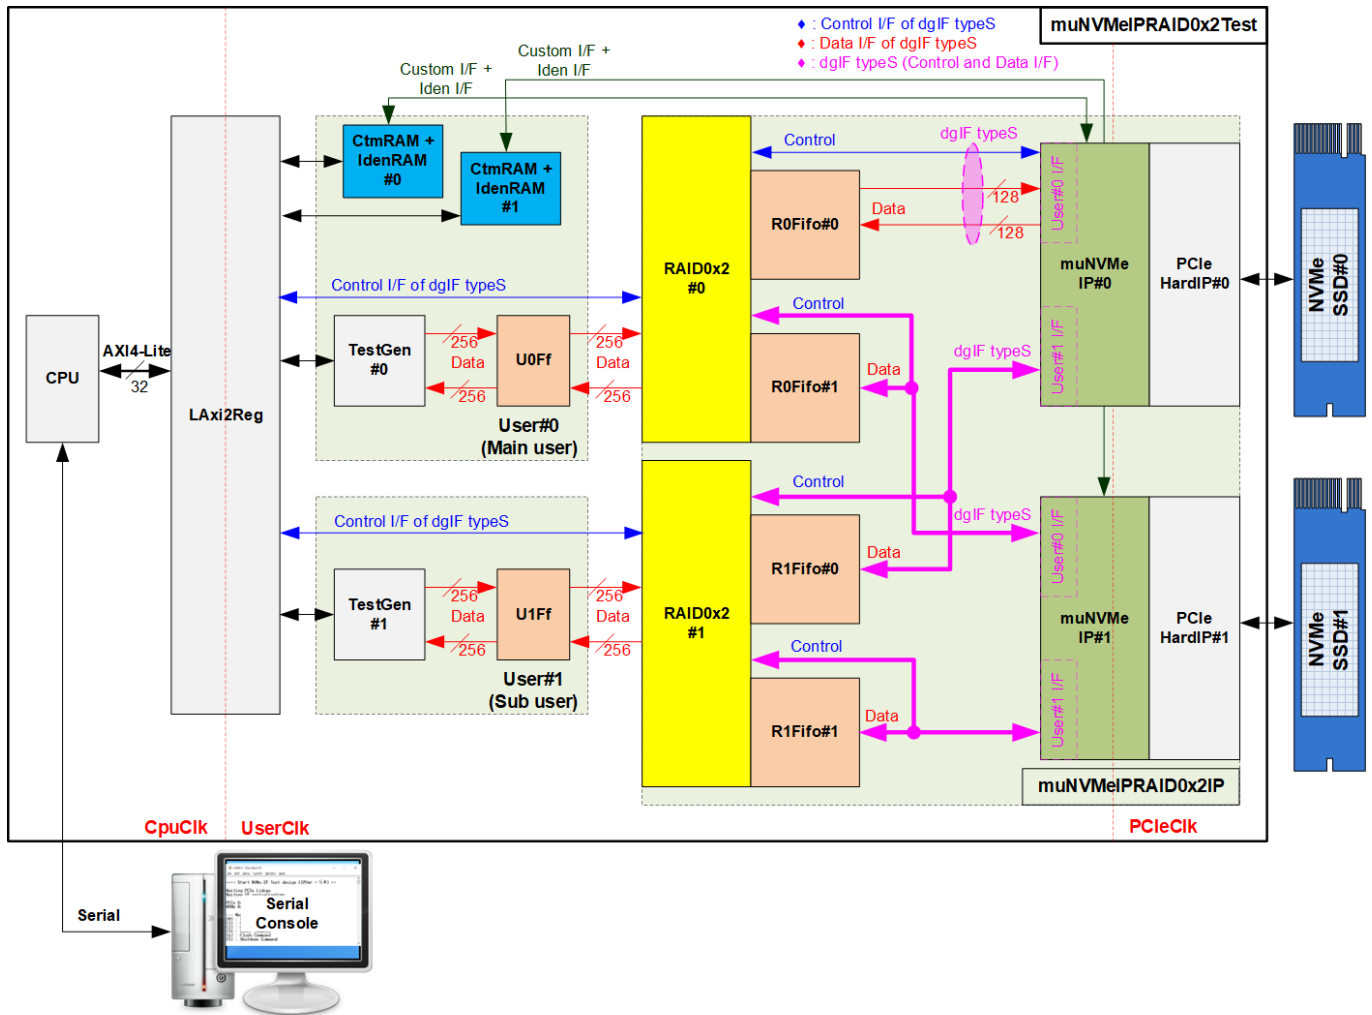 ♦ : Control I/F of dgIF typeS
♦ : Data I/F of dgIF typeS
♦ : dgIF typeS (Control and Data I/F)
muNVMeIPRAID0x2Test
Custom I/F +
Iden I/F
Custom I/F +
Iden I/F
CtmRAM +
IdenRAM
#0
CtmRAM +
IdenRAM
#1
Control
dgIF typeS
128
Data
128
R0Fifo#0
User#0 I/F
muNVMe
IP#0
PCIe
HardIP#0
NVMe
SSD#0
RAID0x2
#0
Control I/F of dgIF typeS
Control
User#1 I/F
CPU
AXI4-Lite
32
LAxi2Reg
TestGen
#0
256
Data
256
U0Ff
256
Data
256
R0Fifo#1
Data
dgIF typeS
User#0
(Main user)
Control
dgIF typeS
Control I/F of dgIF typeS
User#0 I/F
TestGen
#1
256
Data
256
U1Ff
256
Data
256
RAID0x2
#1
R1Fifo#0
Data
muNVMe
IP#1
PCIe
HardIP#1
NVMe
SSD#1
Control
User#1
(Sub user)
R1Fifo#1
Data
User#1 I/F
muNVMeIPRAID0x2IP
CpuClk
UserClk
PCIeClk
Serial
Serial
Console